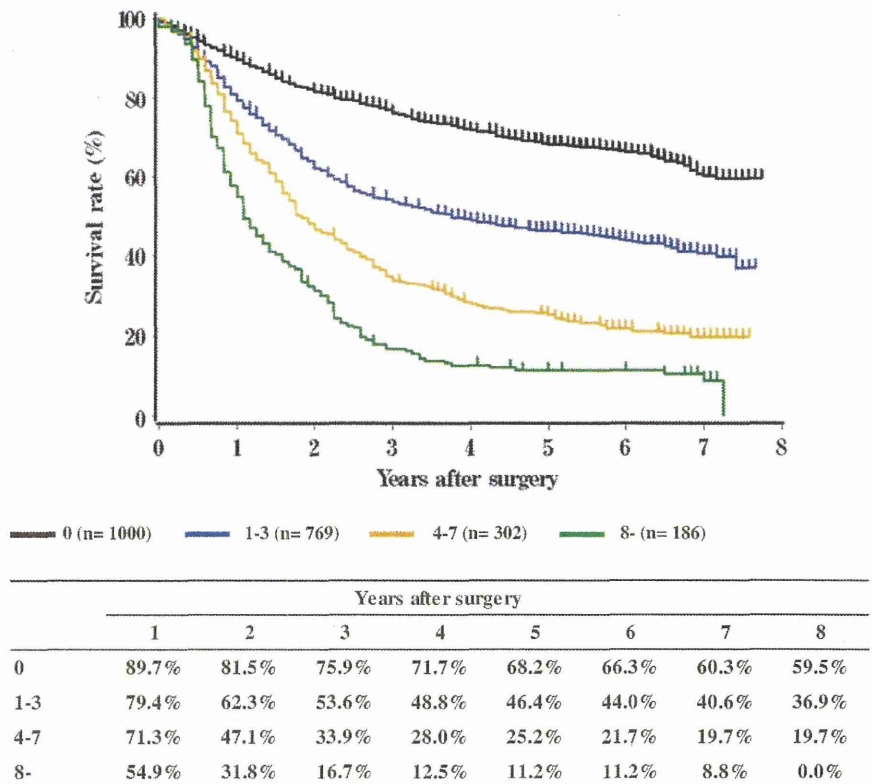 100
80
60
40
20
0
Survival rate (%)
0 1 2 3 4 5 6 7 8
Years after surgery
0 (n= 1000) 1-3 (n= 769) 4-7 (n= 302) 8- (n= 186)
Years after surgery
1 2 3 4 5 6 7 8
0 89.7% 81.5% 75.9% 71.7% 68.2% 66.3% 60.3% 59.5%
1-3 79.4% 62.3% 53.6% 48.8% 46.4% 44.0% 40.6% 36.9%
4-7 71.3% 47.1% 33.9% 28.0% 25.2% 21.7% 19.7% 19.7%
8- 54.9% 31.8% 16.7% 12.5% 11.2% 11.2% 8.8% 0.0%